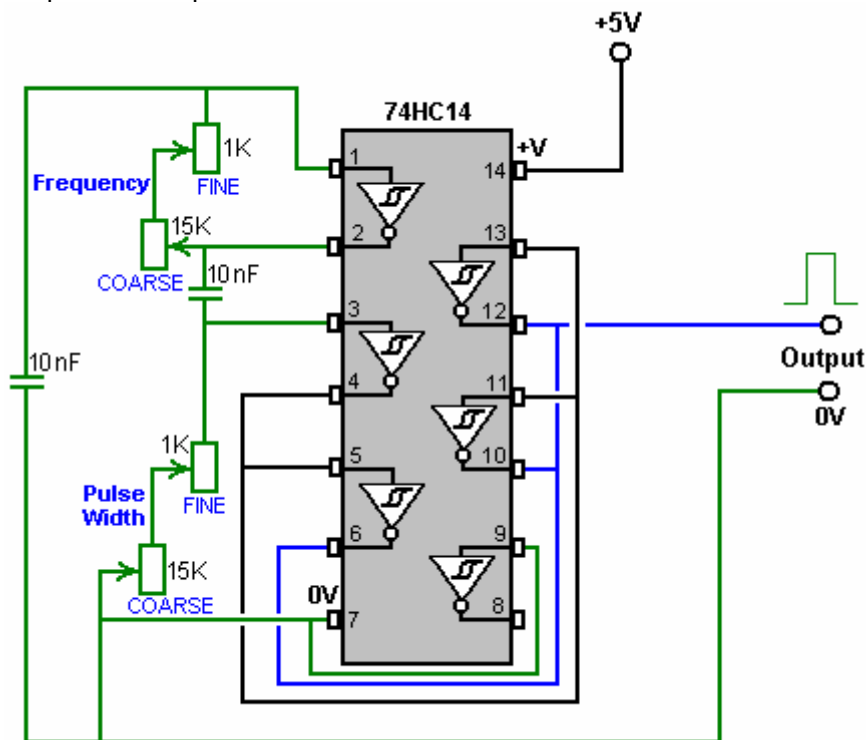 +5V
74HC14
1
+V
14
1K
Frequency
FINE
15K
2
13
COARSE
10nF
3
12
10nF
4
11
Output
0V
1K
5
10
Pulse
Width
FINE
6
9
15K
COARSE
0V
7
8